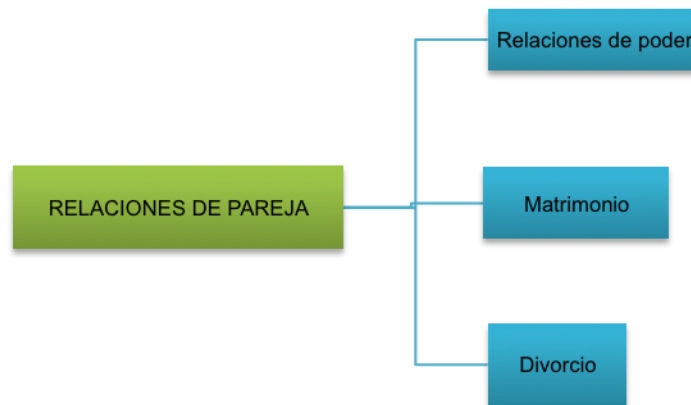 Relaciones de poder
RELACIONES DE PAREJA
Matrimonio
Divorcio